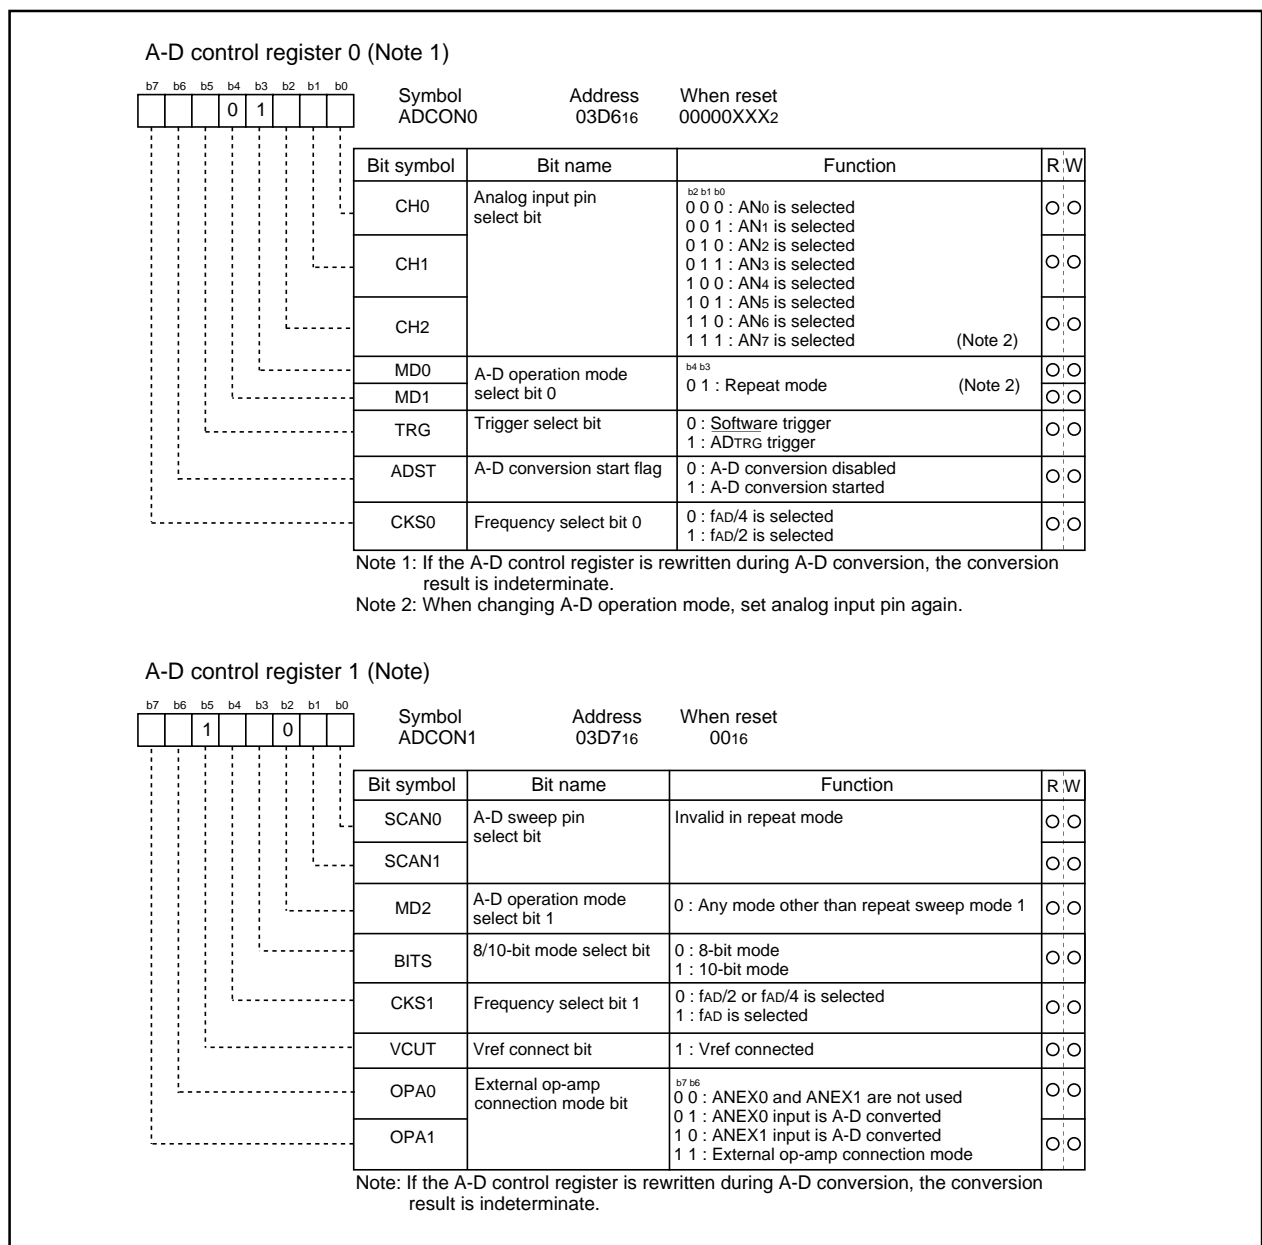 A-D control register 0 (Note 1)
b7 b6 b5 b4 b3 b2 b1 b0
0 1
Symbol Address When reset
ADCON0 03D616 00000XXX2
Bit symbol Bit name Function R W
CH0 Analog input pin select bit
b2 b1 b0
0 0 0 : AN0 is selected
0 0 1 : AN1 is selected
0 1 0 : AN2 is selected
CH1 0 1 1 : AN3 is selected
1 0 0 : AN4 is selected
1 0 1 : AN5 is selected
CH2 1 1 0 : AN6 is selected
1 1 1 : AN7 is selected (Note 2)
MD0 A-D operation mode
b4 b3
MD1 select bit 0 0 1 : Repeat mode (Note 2)
TRG Trigger select bit 0 : Software trigger
1 : ADTRG trigger
ADST A-D conversion start flag 0 : A-D conversion disabled
1 : A-D conversion started
CKS0 Frequency select bit 0 0 : fAD/4 is selected
1 : fAD/2 is selected
Note 1: If the A-D control register is rewritten during A-D conversion, the conversion
result is indeterminate.
Note 2: When changing A-D operation mode, set analog input pin again.
A-D control register 1 (Note)
b7 b6 b5 b4 b3 b2 b1 b0
1 0
Symbol Address When reset
ADCON1 03D716 0016
Bit symbol Bit name Function R W
SCAN0 A-D sweep pin Invalid in repeat mode
select bit
SCAN1
MD2 A-D operation mode
select bit 1 0 : Any mode other than repeat sweep mode 1
BITS 8/10-bit mode select bit 0 : 8-bit mode
1 : 10-bit mode
CKS1 Frequency select bit 1 0 : fAD/2 or fAD/4 is selected
1 : fAD is selected
VCUT Vref connect bit 1 : Vref connected
OPA0 External op-amp
connection mode bit
b7 b6
0 0 : ANEX0 and ANEX1 are not used
0 1 : ANEX0 input is A-D converted
OPA1 1 0 : ANEX1 input is A-D converted
1 1 : External op-amp connection mode
Note: If the A-D control register is rewritten during A-D conversion, the conversion
result is indeterminate.